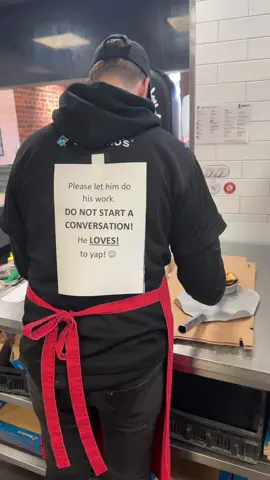 Please let him do
his work.
DO NOT START A
CONVERSATION!
He LOVES!
to yap! ☺